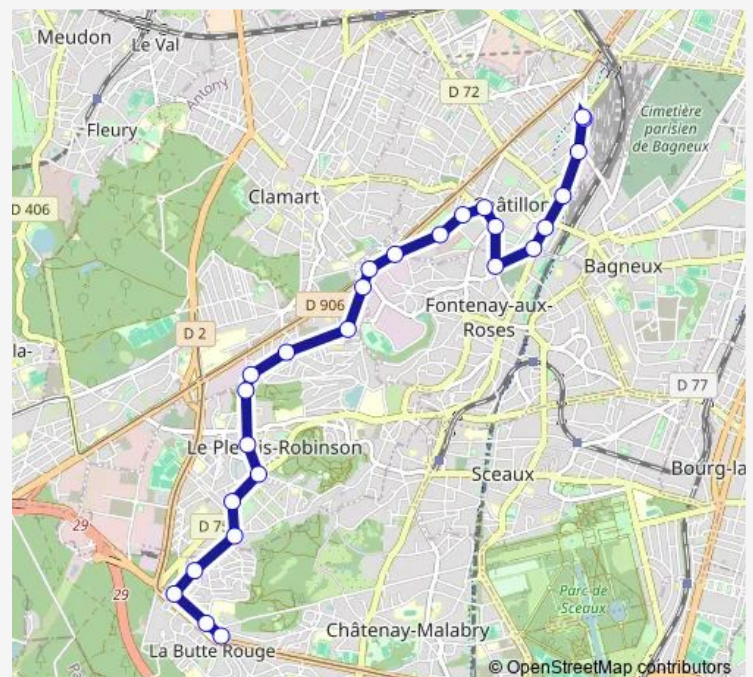 Meudon
Le Val
Antony
D 72
Cimetière
parisien
de Bagneux
Fleury
Clamart
D 406
âtillon
Bagneux
D 906
Fontenay-aux-
Roses
D 2
la-
D 77
Le Ple is-Robinson
Bourg-la
Sceaux
29
D 7
29
Parc de
Sceaux
Châtenay-Malabry
La Butte Rouge
© OpenStreetMap contributors